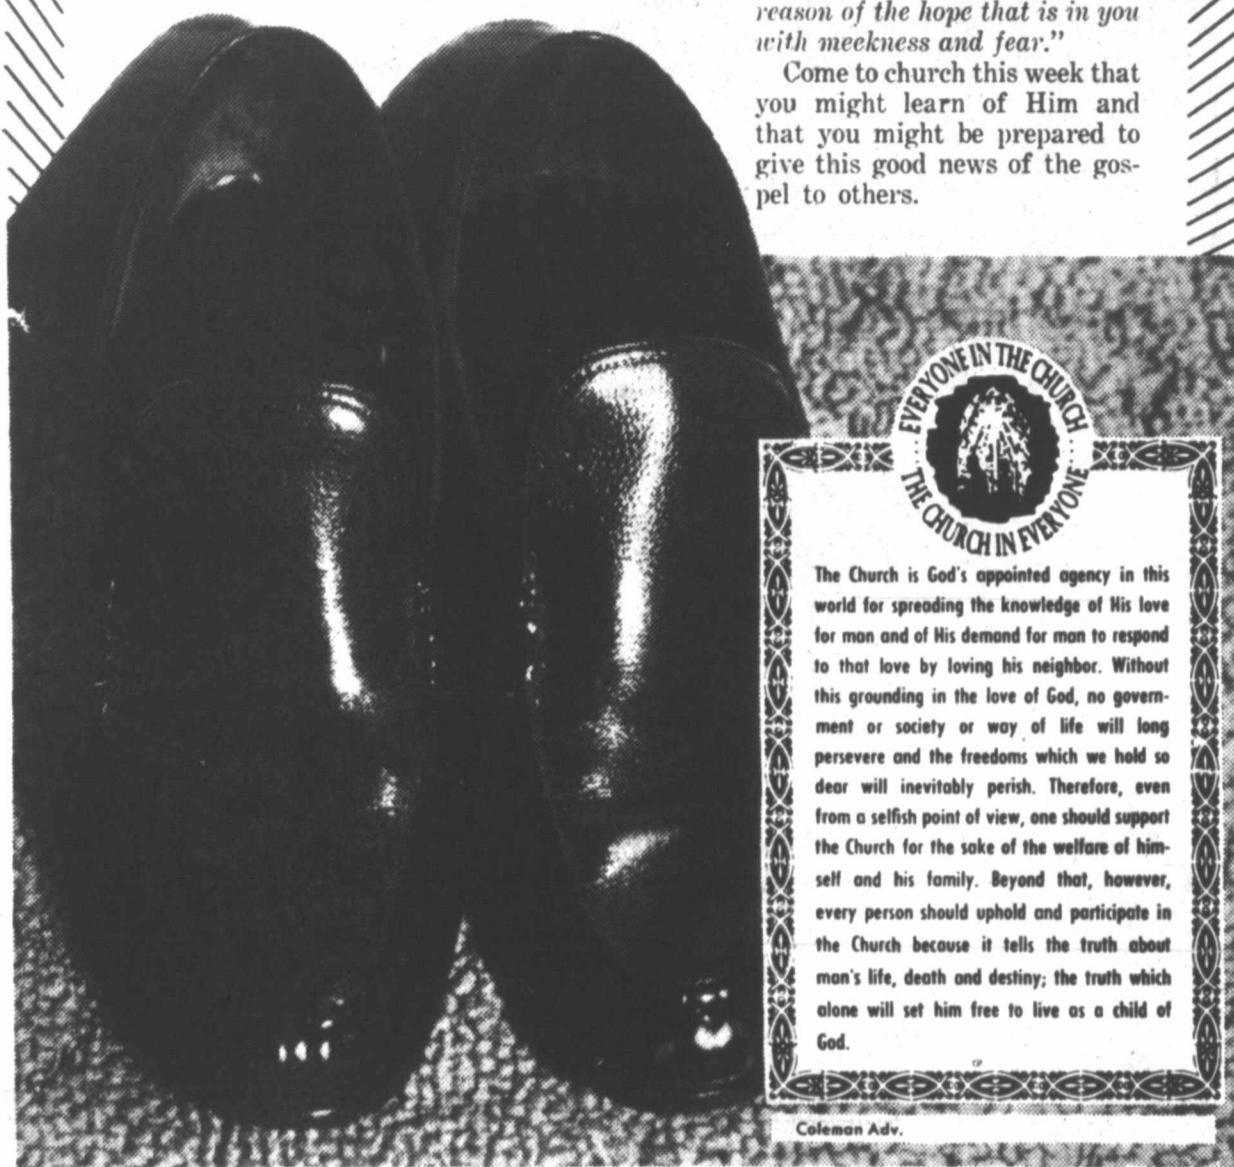 reason of the hope that is in you
with meekness and fear."
Come to church this week that
you might learn of Him and
that you might be prepared to
give this good news of the gos-
pel to others.
EVERYONE IN THE CHURCH
THE CHURCH IN EVERYONE
The Church is God's appointed agency in this
world for spreading the knowledge of His love
for man and of His demand for man to respond
to that love by loving his neighbor. Without
this grounding in the love of God, no govern-
ment or society or way of life will long
persevere and the freedoms which we hold so
dear will inevitably perish. Therefore, even
from a selfish point of view, one should support
the Church for the sake of the welfare of him-
self and his family. Beyond that, however,
every person should uphold and participate in
the Church because it tells the truth about
man's life, death and destiny; the truth which
alone will set him free to live as a child of
God.
Coleman Adv.